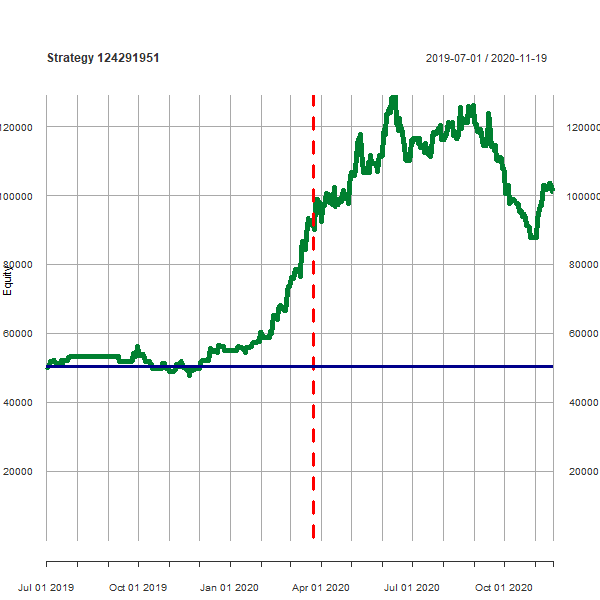 Strategy 124291951
2019-07-01 / 2020-11-19
Equity
120000
100000
80000
60000
40000
20000
120000
100000
80000
60000
40000
20000
Jul 01 2019
Oct 01 2019
Jan 01 2020
Apr 01 2020
Jul 01 2020
Oct 01 2020